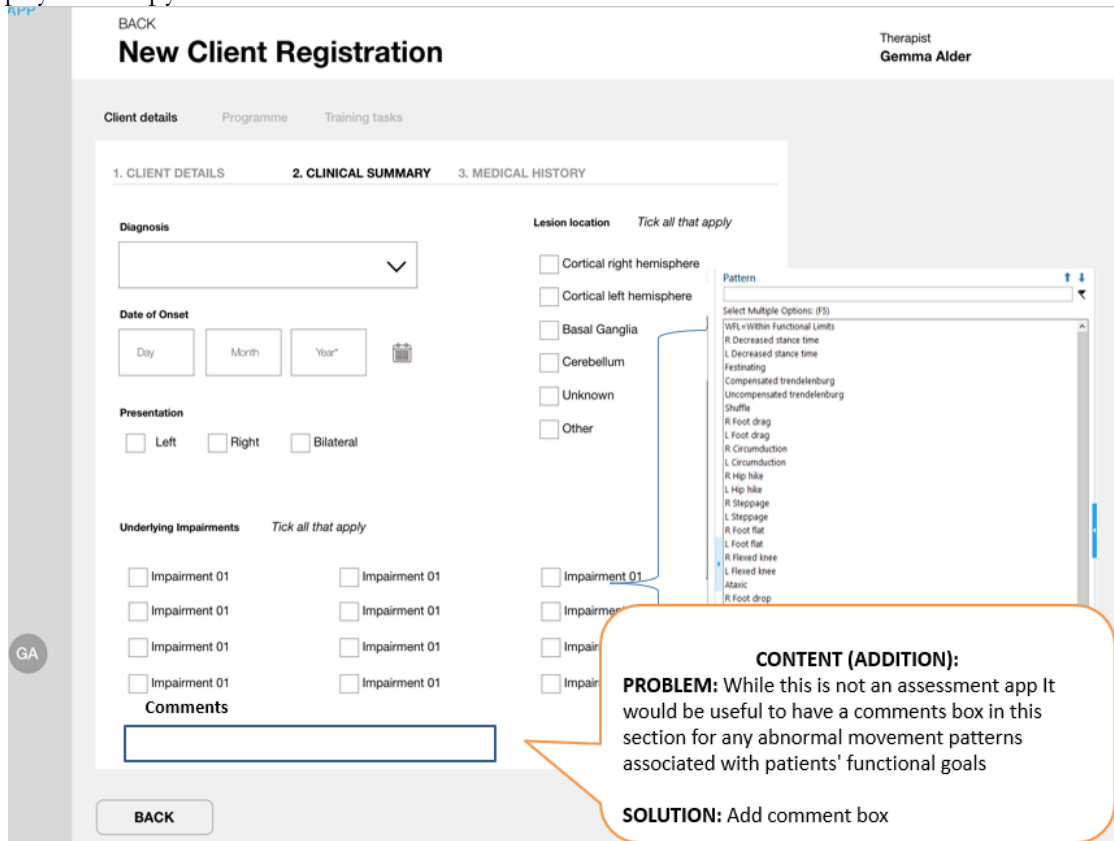 APP
BACK
New Client Registration
Therapist
Gemma Alder
Client details Programme Training tasks
1. CLIENT DETAILS 2. CLINICAL SUMMARY 3. MEDICAL HISTORY
Diagnosis
Date of Onset
Day Month Year*
Presentation
Left Right Bilateral
Lesion location Tick all that apply
Cortical right hemisphere
Cortical left hemisphere
Basal Ganglia
Cerebellum
Unknown
Other
Pattern
Select Multiple Options: (F5)
WFL=Within Functional Limits
R Decreased stance time
L Decreased stance time
Festinating
Compensated trendelenburg
Uncompensated trendelenburg
Shuffle
R Foot drag
L Foot drag
R Circumduction
L Circumduction
R Hip hike
L Hip hike
R Steppage
L Steppage
R Foot flat
L Foot flat
R Flexed knee
L Flexed knee
Ataxic
R Foot drop
Underlying Impairments Tick all that apply
Impairment 01 Impairment 01 Impairment 01
Impairment 01 Impairment 01
Impairment 01 Impairment 01
Impairment 01 Impairment 01
Comments
GA
BACK
CONTENT (ADDITION):
PROBLEM: While this is not an assessment app It
would be useful to have a comments box in this
section for any abnormal movement patterns
associated with patients' functional goals
SOLUTION: Add comment box